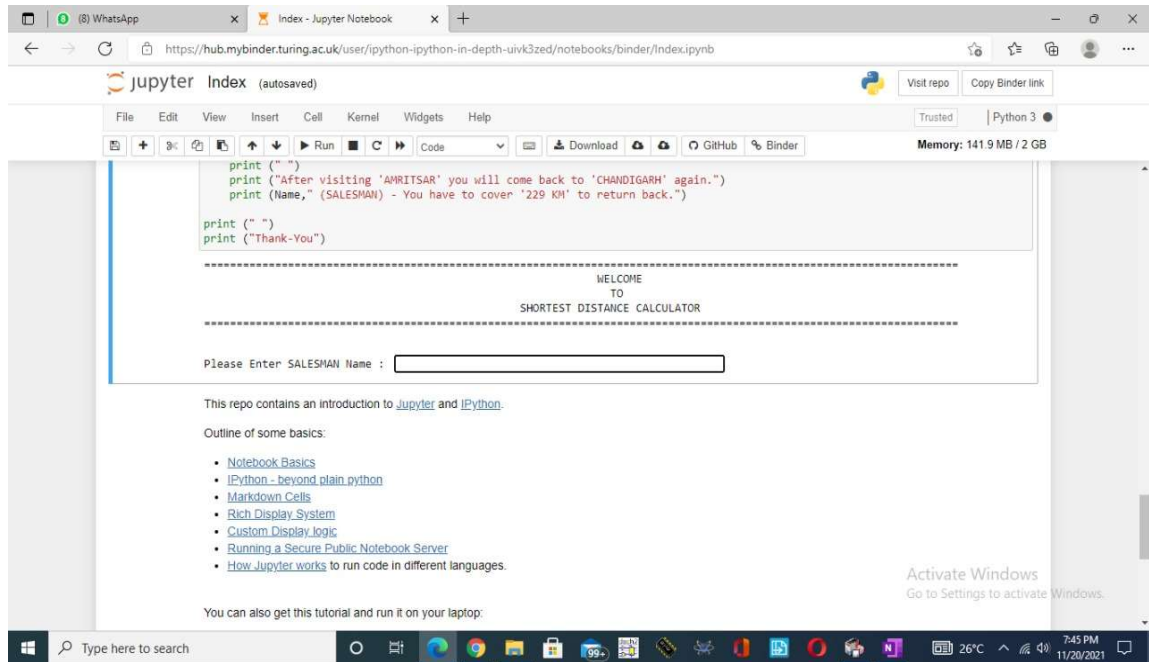 (8) WhatsApp
Index - Jupyter Notebook
https://hub.mybinder.turing.ac.uk/user/ipython-ipython-in-depth-uivk3zed/notebooks/binder/Index.ipynb
jupyter Index (autosaved)
Visit repo Copy Binder link
File Edit View Insert Cell Kernel Widgets Help
Trusted Python 3
Run Code Download GitHub Binder Memory: 141.9 MB / 2 GB
print (" ")
print ("After visiting 'AMRITSAR' you will come back to 'CHANDIGARH' again.")
print (Name," (SALESMAN) - You have to cover '229 KM' to return back.")
print (" ")
print ("Thank-You")
WELCOME
TO
SHORTEST DISTANCE CALCULATOR
Please Enter SALESMAN Name :
This repo contains an introduction to Jupyter and IPython.
Outline of some basics:
• Notebook Basics
• IPython - beyond plain python
• Markdown Cells
• Rich Display System
• Custom Display logic
• Running a Secure Public Notebook Server
• How Jupyter works to run code in different languages.
Activate Windows
Go to Settings to activate Windows.
You can also get this tutorial and run it on your laptop:
Type here to search
99+
26°C
7:45 PM
11/20/2021